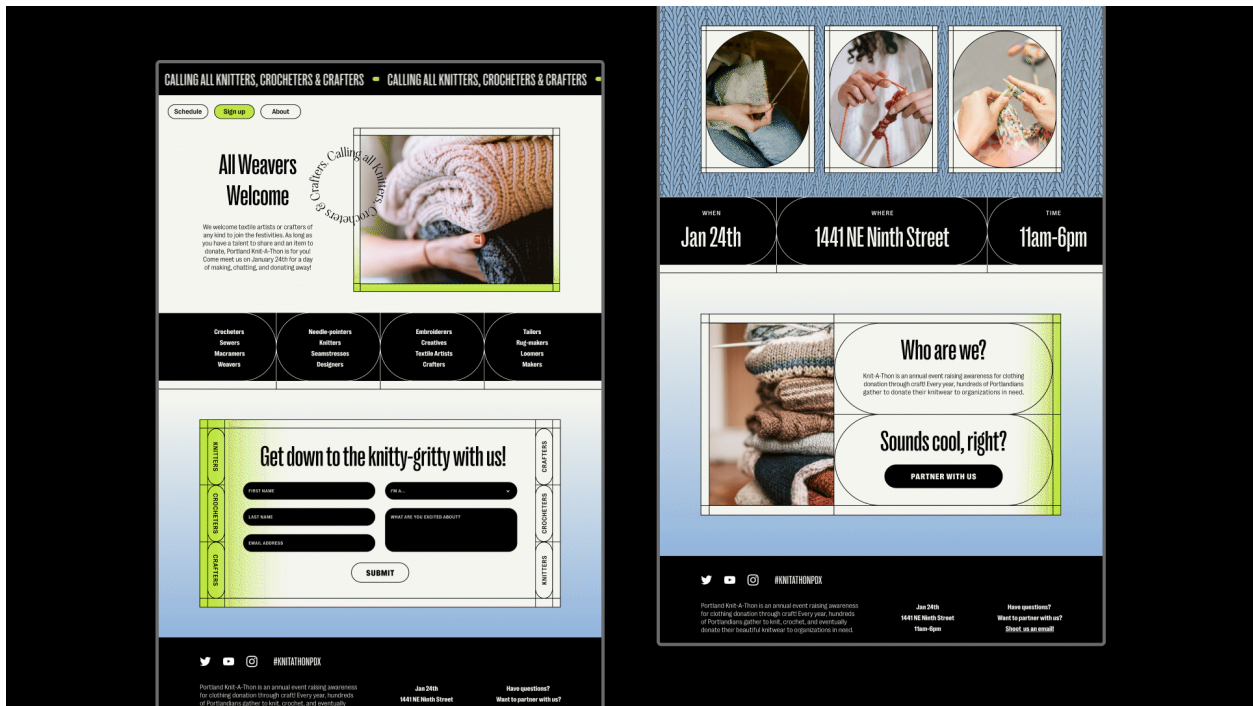 CALLING ALL KNITTERS, CROCHETERS & CRAFTERS CALLING ALL KNITTERS, CROCHETERS & CRAFTERS
Schedule Sign up About
All Weavers
Welcome
Calling all Knitters, Crocheters & Crafters.
We welcome textile artists or crafters of
any kind to join the festivities. As long as
you have a talent to share and an item to
donate, Portland Knit-A-Thon is for you!
Come meet us on January 24th for a day
of making, chatting, and donating away!
Crocheters
Sewers
Macramers
Weavers
Needle-pointers
Knitters
Seamstresses
Designers
Embroiderers
Creatives
Textile Artists
Crafters
Tailors
Rug-makers
Loomers
Makers
KNITTERS
CROCHETERS
CRAFTERS
Get down to the knitty-gritty with us!
FIRST NAME
LAST NAME
EMAIL ADDRESS
I'M A...
WHAT ARE YOU EXCITED ABOUT?
SUBMIT
CRAFTERS
CROCHETERS
KNITTERS
#KNITATHONPDX
Portland Knit-A-Thon is an annual event raising awareness
for clothing donation through craft! Every year, hundreds
of Portlandians gather to knit, crochet, and eventually
Jan 24th
1441 NE Ninth Street
Have questions?
Want to partner with us?
WHEN
Jan 24th
WHERE
1441 NE Ninth Street
TIME
11am-6pm
Who are we?
Knit-A-Thon is an annual event raising awareness for clothing
donation through craft! Every year, hundreds of Portlandians
gather to donate their knitwear to organizations in need.
Sounds cool, right?
PARTNER WITH US
#KNITATHONPDX
Portland Knit-A-Thon is an annual event raising awareness
for clothing donation through craft! Every year, hundreds
of Portlandians gather to knit, crochet, and eventually
donate their beautiful knitwear to organizations in need.
Jan 24th
1441 NE Ninth Street
11am-6pm
Have questions?
Want to partner with us?
Shoot us an email!